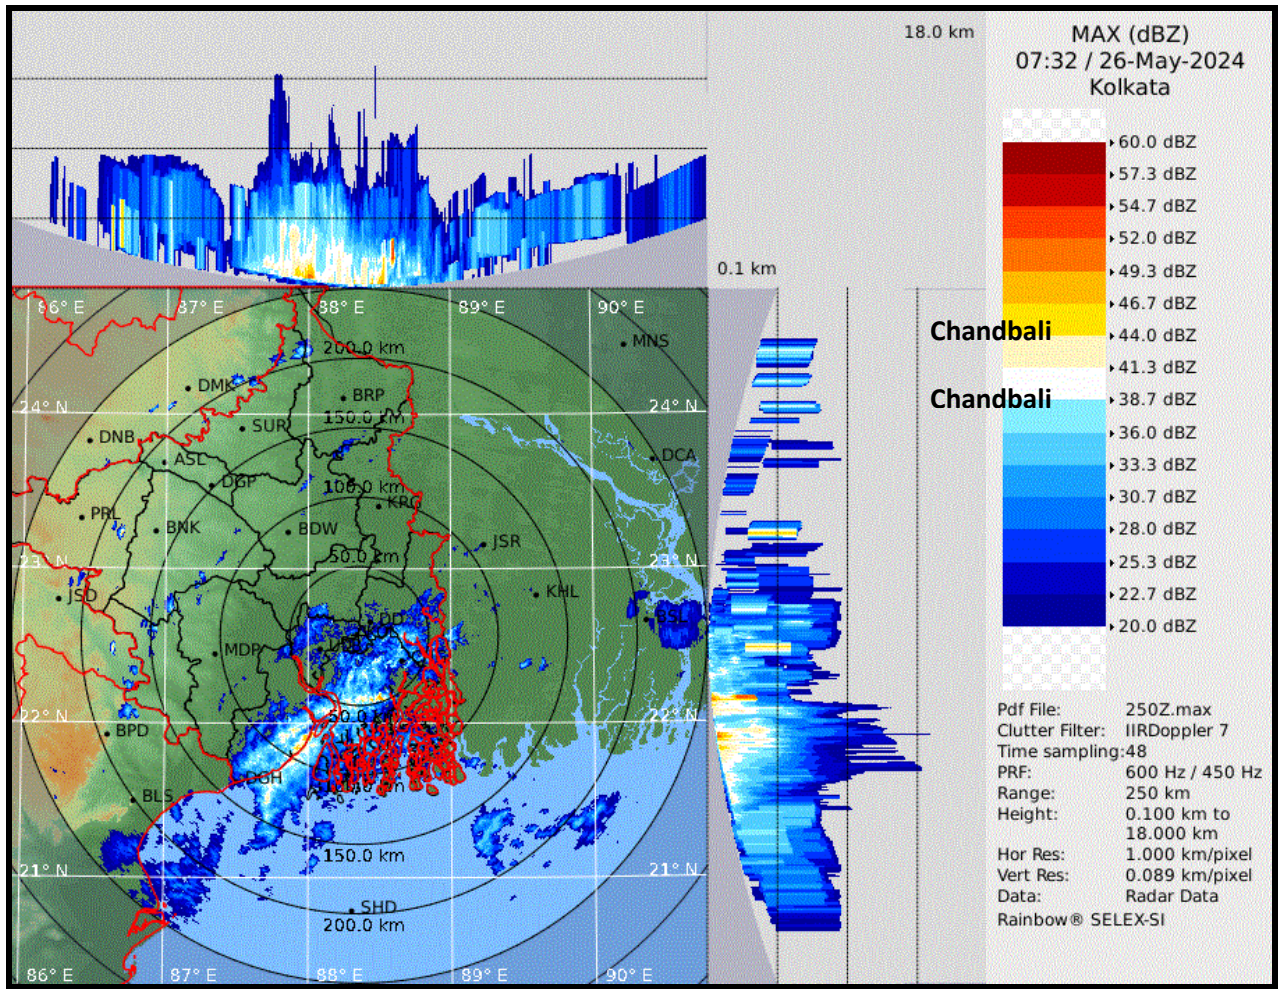 18.0 km
0.1 km
MAX (dBZ)
07:32 / 26-May-2024
Kolkata
60.0 dBZ
57.3 dBZ
54.7 dBZ
52.0 dBZ
49.3 dBZ
46.7 dBZ
44.0 dBZ
41.3 dBZ
38.7 dBZ
36.0 dBZ
33.3 dBZ
30.7 dBZ
28.0 dBZ
25.3 dBZ
22.7 dBZ
20.0 dBZ
Chandbali
Chandbali
Pdf File: 250Z.max
Clutter Filter: IIRDoppler 7
Time sampling:48
PRF: 600 Hz / 450 Hz
Range: 250 km
Height: 0.100 km to
18.000 km
Hor Res: 1.000 km/pixel
Vert Res: 0.089 km/pixel
Data: Radar Data
Rainbow® SELEX-SI
86° E 87° E 88° E 89° E 90° E
MNS
200.0 km
DMK
BRP
24° N 24° N
150.0 km
SUR
DNB
ASL
DCA
DGP
100.0 km
KRG
PRL
BNK
BDW
JSR
50.0 km
23° N 23° N
JSD
KHL
BSL
MDP
22° N 22° N
50.0 km
BPD
DGH
BLS
150.0 km
21° N 21° N
SHD
200.0 km
86° E 87° E 88° E 89° E 90° E